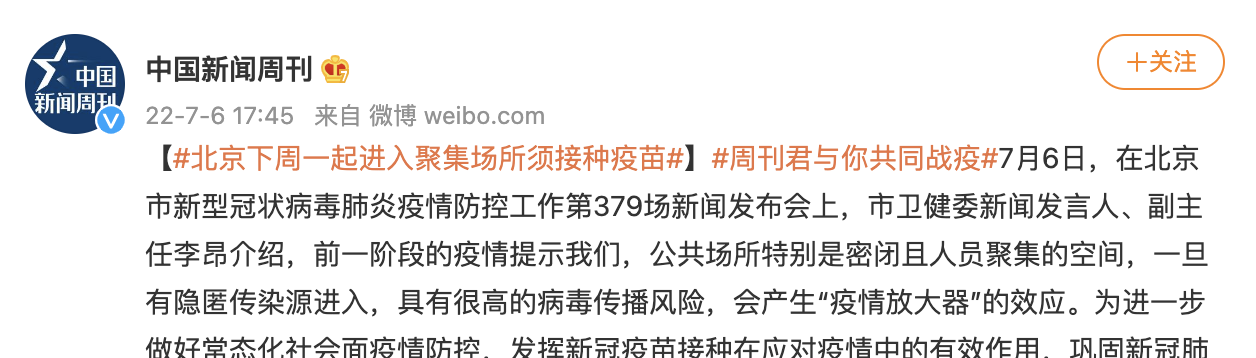 中国
新闻周刊
中国新闻周刊
+关注
22-7-6 17:45 来自 微博 weibo.com
【#北京下周一起进入聚集场所须接种疫苗#】#周刊君与你共同战疫#7月6日，在北京
市新型冠状病毒肺炎疫情防控工作第379场新闻发布会上，市卫健委新闻发言人、副主
任李昂介绍，前一阶段的疫情提示我们，公共场所特别是密闭且人员聚集的空间，一旦
有隐匿传染源进入，具有很高的病毒传播风险，会产生“疫情放大器”的效应。为进一步
做好常态化社会面疫情防控，发挥新冠疫苗接种在应对疫情中的有效作用，巩固新冠肺